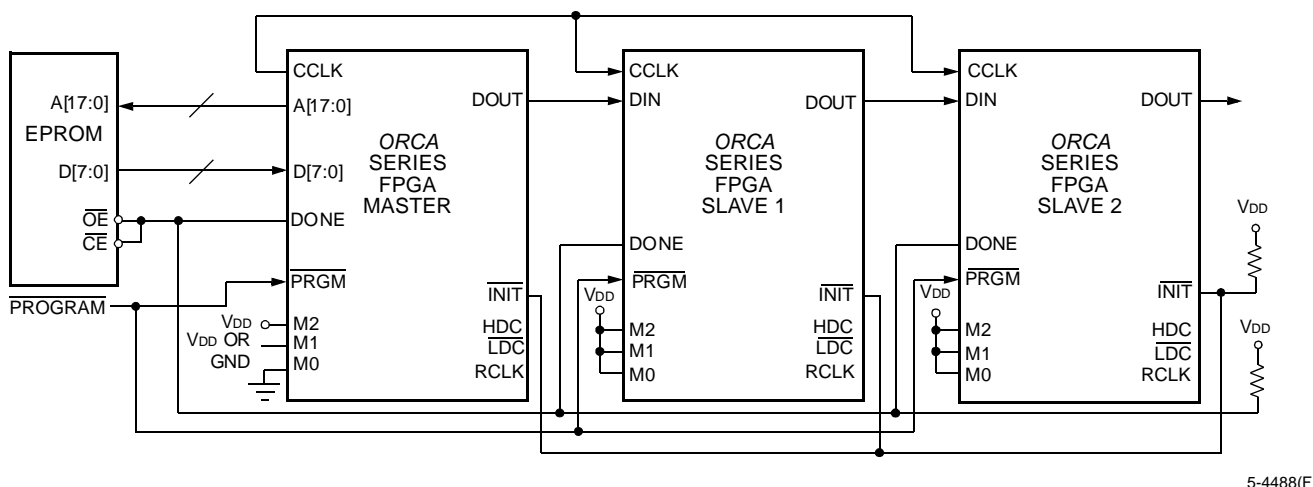 EPROM
A[17:0]
D[7:0]
OE
CE
PROGRAM
CCLK
A[17:0]
D[7:0]
DONE
PRGM
M2
M1
M0
VDD
VDD OR
GND
ORCA
SERIES
FPGA
MASTER
DOUT
INIT
HDC
LDC
RCLK
CCLK
DIN
DONE
PRGM
VDD
M2
M1
M0
ORCA
SERIES
FPGA
SLAVE 1
DOUT
INIT
HDC
LDC
RCLK
CCLK
DIN
DONE
PRGM
VDD
M2
M1
M0
ORCA
SERIES
FPGA
SLAVE 2
DOUT
INIT
HDC
LDC
RCLK
VDD
VDD
5-4488(F